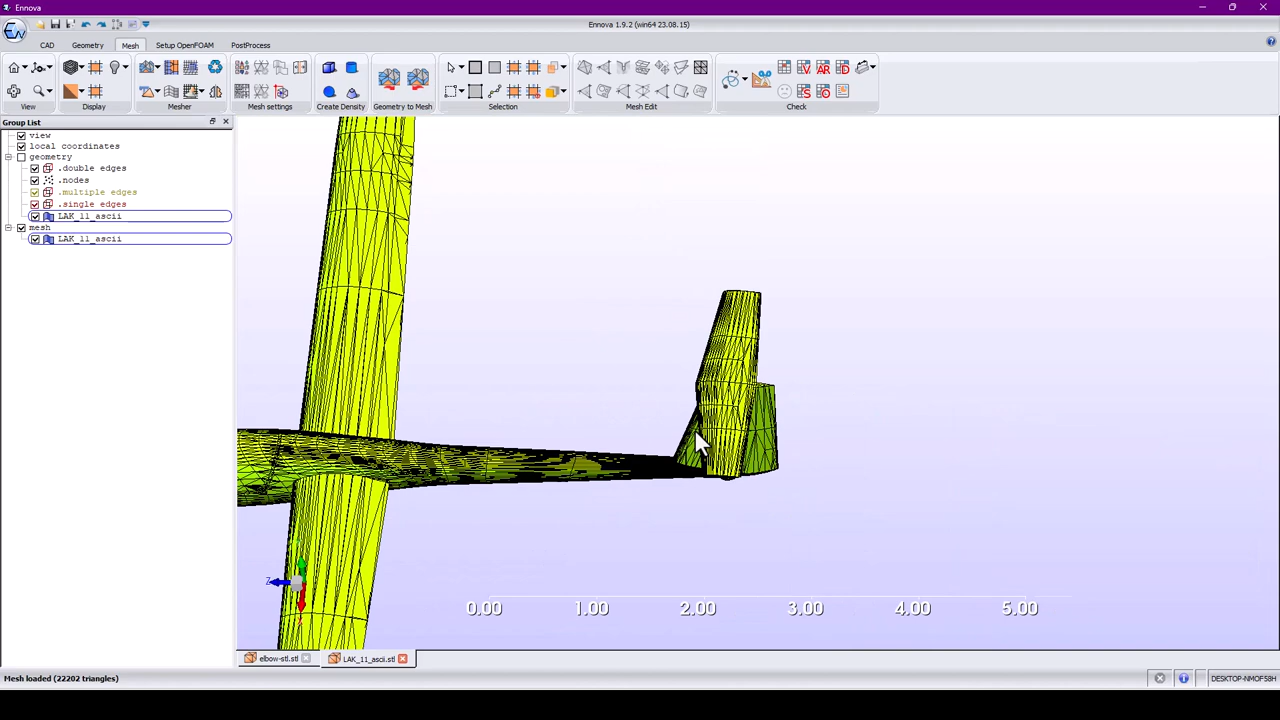 Ennova
Ennova 1.9.2 (win64 23.08.15)
CAD Geometry Mesh Setup OpenFOAM PostProcess
View Display Mesher Mesh settings Create Density Geometry to Mesh Selection Mesh Edit Check
Group List
view
local coordinates
geometry
.double edges
.nodes
.multiple edges
.single edges
LAK_11_ascii
mesh
LAK_11_ascii
Z
0.00 1.00 2.00 3.00 4.00 5.00
elbow-stl.stl LAK_11_ascii.stl
Mesh loaded (22202 triangles)
DESKTOP-NMOF58H